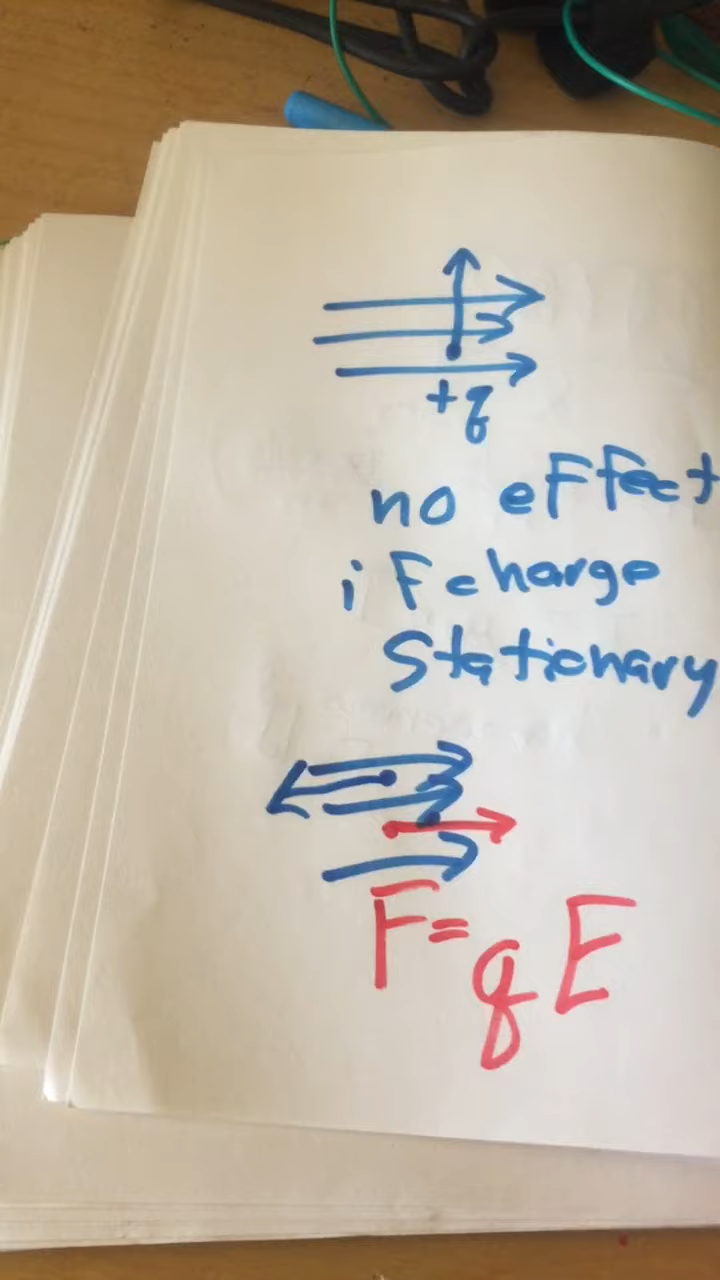 +q
no effect
if charge
stationary
F=qE